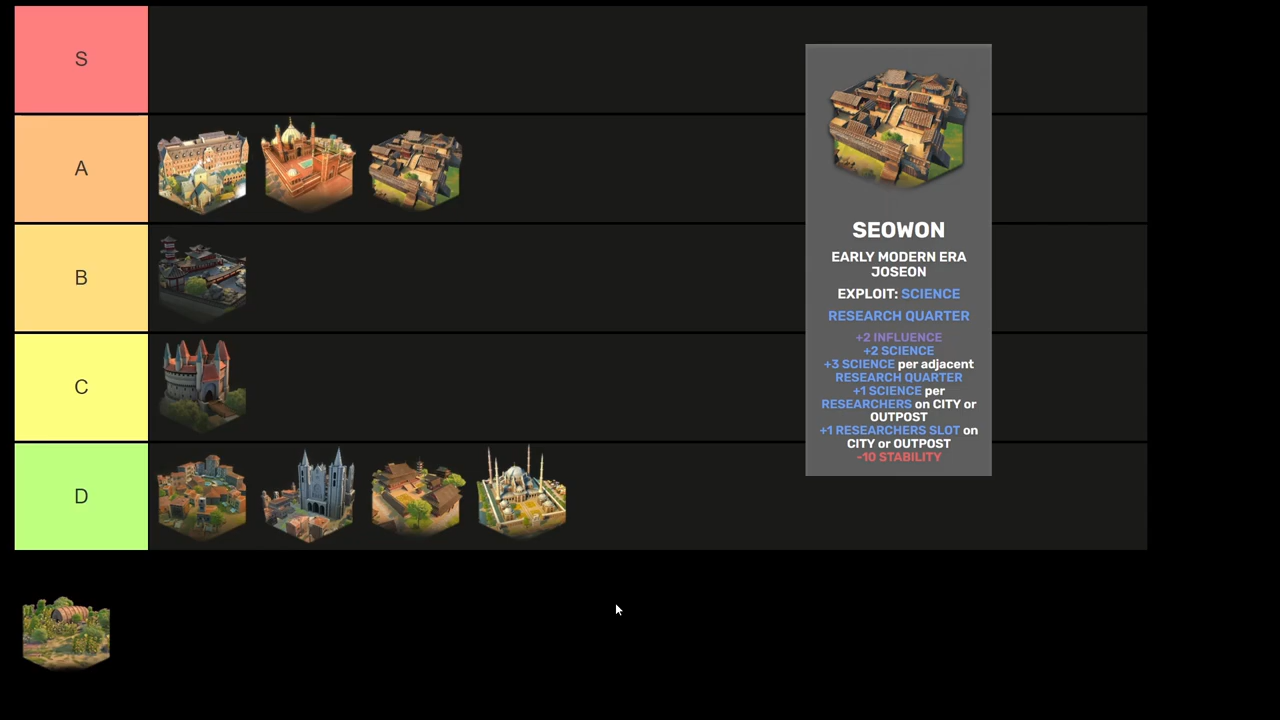 S
A
B
C
D
SEOWON
EARLY MODERN ERA
JOSEON
EXPLOIT: SCIENCE
RESEARCH QUARTER
+2 INFLUENCE
+2 SCIENCE
+3 SCIENCE per adjacent
RESEARCH QUARTER
+1 SCIENCE per
RESEARCHERS on CITY or
OUTPOST
+1 RESEARCHERS SLOT on
CITY or OUTPOST
-10 STABILITY